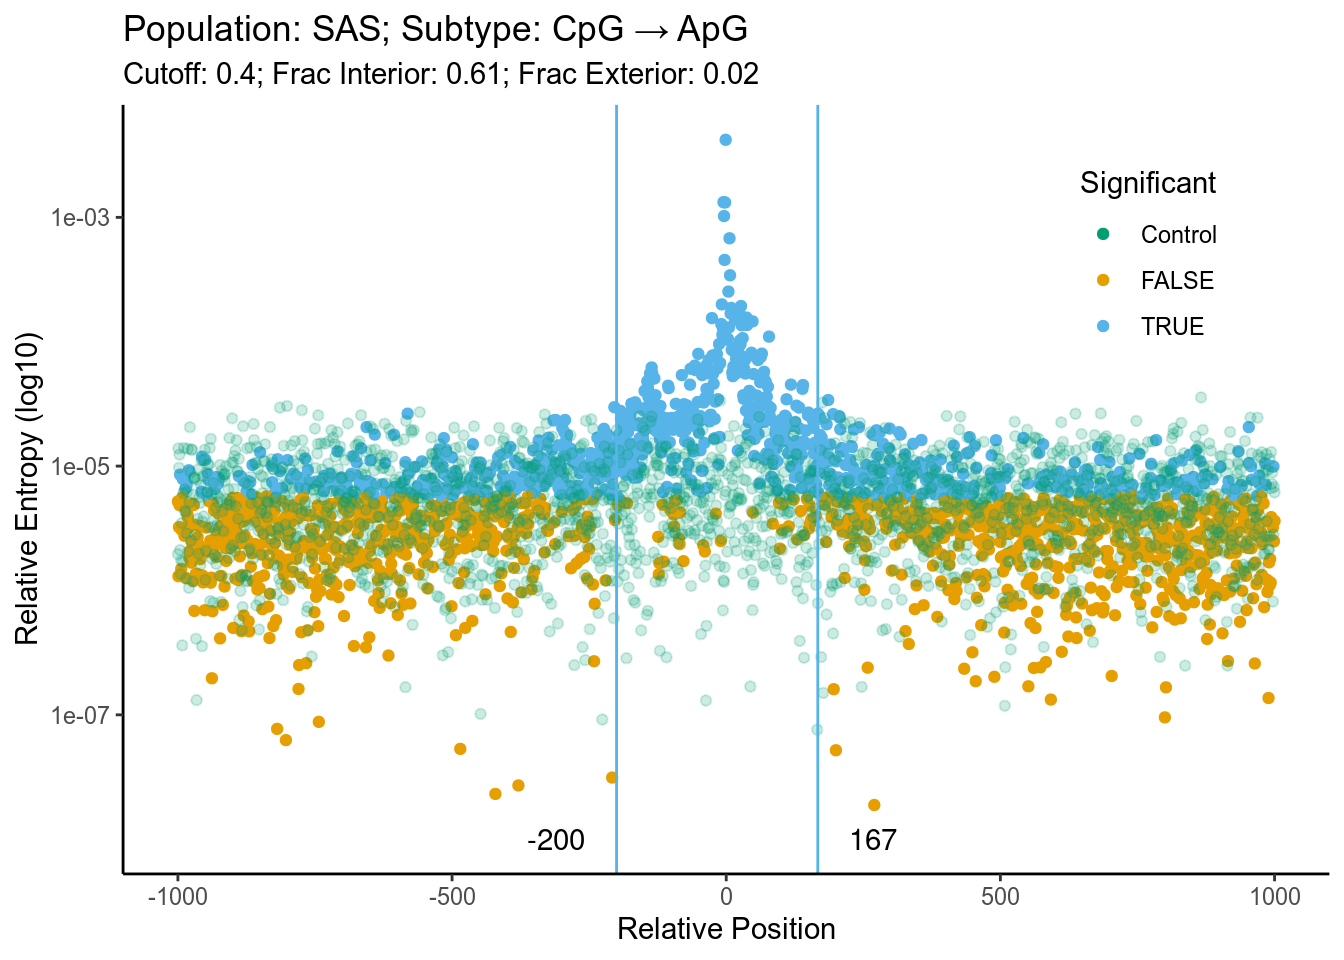 Population: SAS; Subtype: CpG → ApG
Cutoff: 0.4; Frac Interior: 0.61; Frac Exterior: 0.02
Relative Entropy (log10)
1e-03
1e-05
1e-07
Significant
Control
FALSE
TRUE
-200
167
-1000
-500
0
500
1000
Relative Position